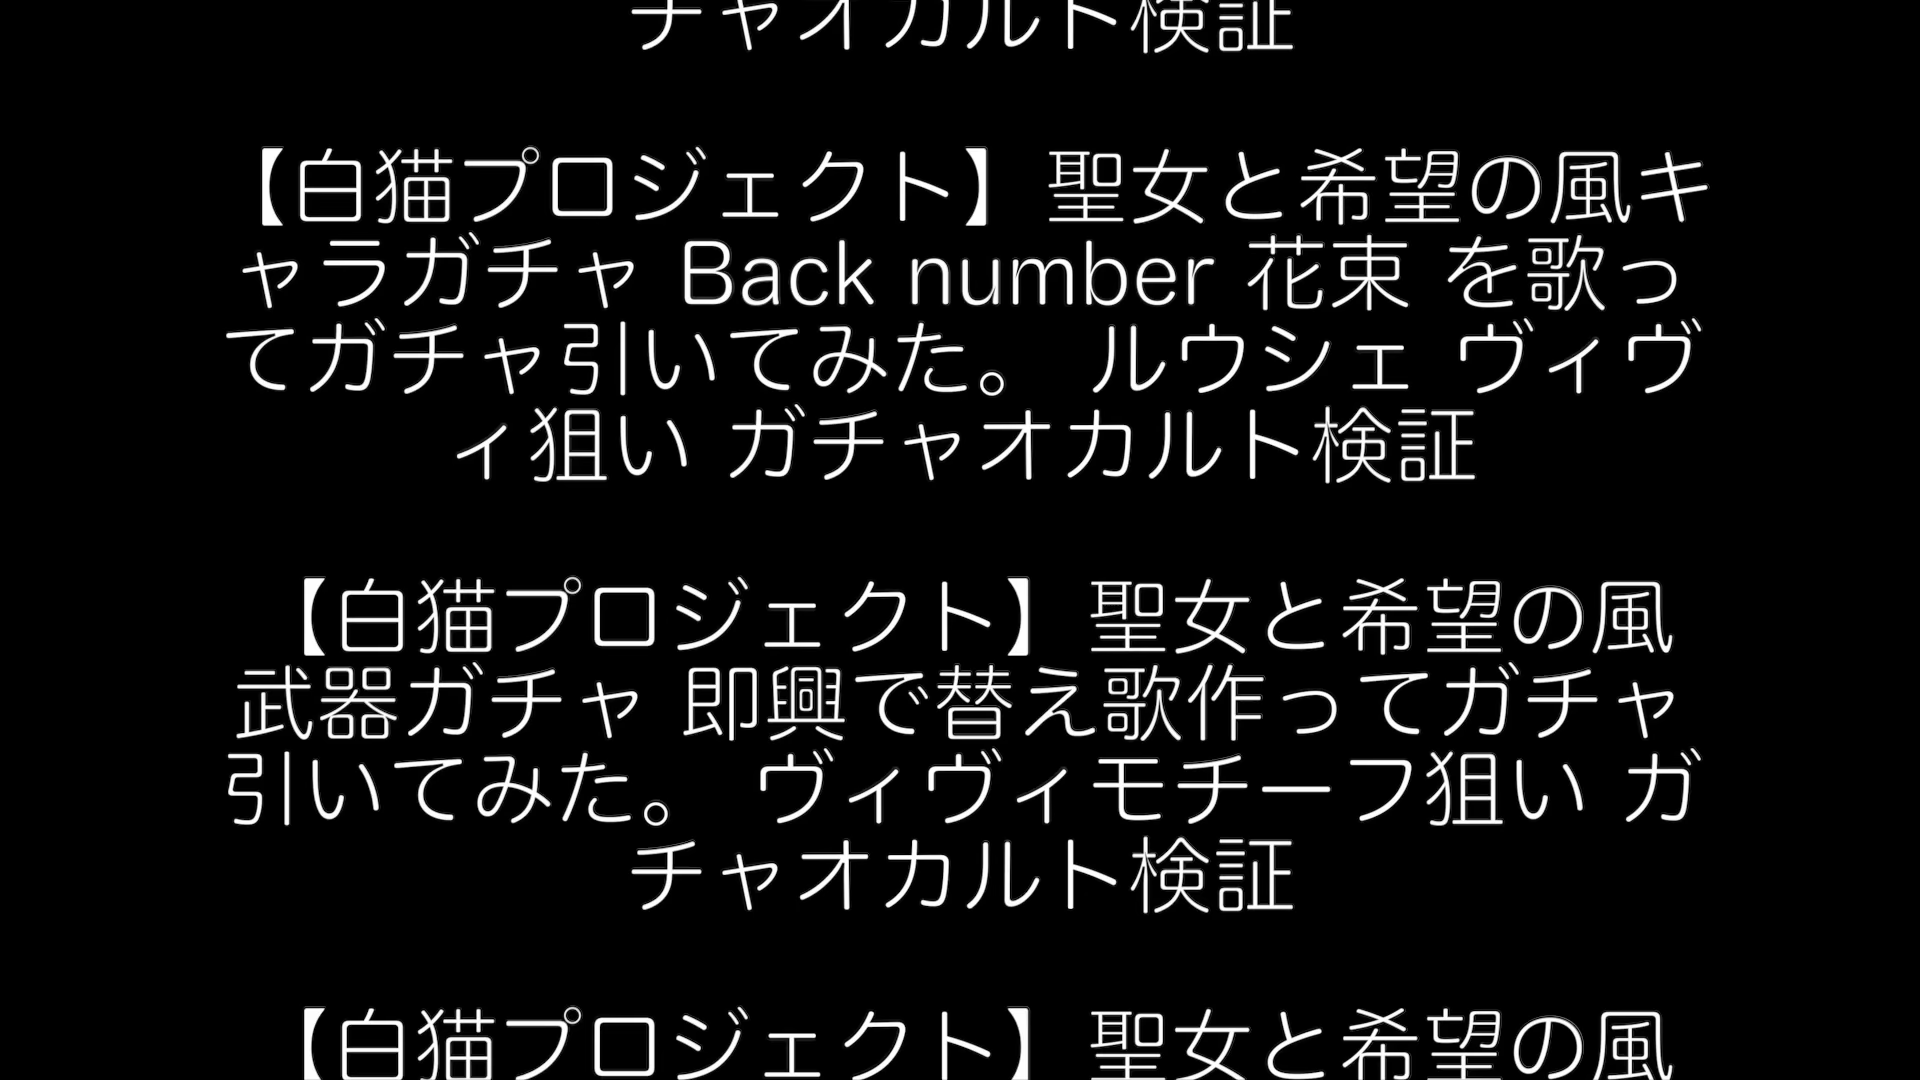 チャオカルト検証
【白猫プロジェクト】聖女と希望の風キ
ャラガチャ Back number 花束 を歌っ
てガチャ引いてみた。 ルウシェ ヴィヴ
ィ狙い ガチャオカルト検証
【白猫プロジェクト】聖女と希望の風
武器ガチャ 即興で替え歌作ってガチャ
引いてみた。 ヴィヴィモチーフ狙い ガ
チャオカルト検証
【白猫プロジェクト】聖女と希望の風